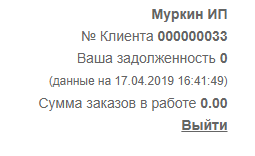 Муркин ИП
№ Клиента 000000033
Ваша задолженность 0
(данные на 17.04.2019 16:41:49)
Сумма заказов в работе 0.00
Выйти